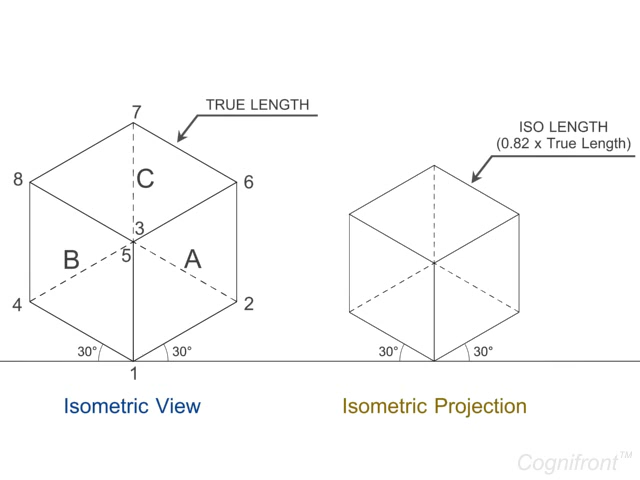 TRUE LENGTH
7
ISO LENGTH
(0.82 x True Length)
8
C
6
3
5
B
A
4
2
30°
30°
30°
30°
1
Isometric View
Isometric Projection
Cognifront™